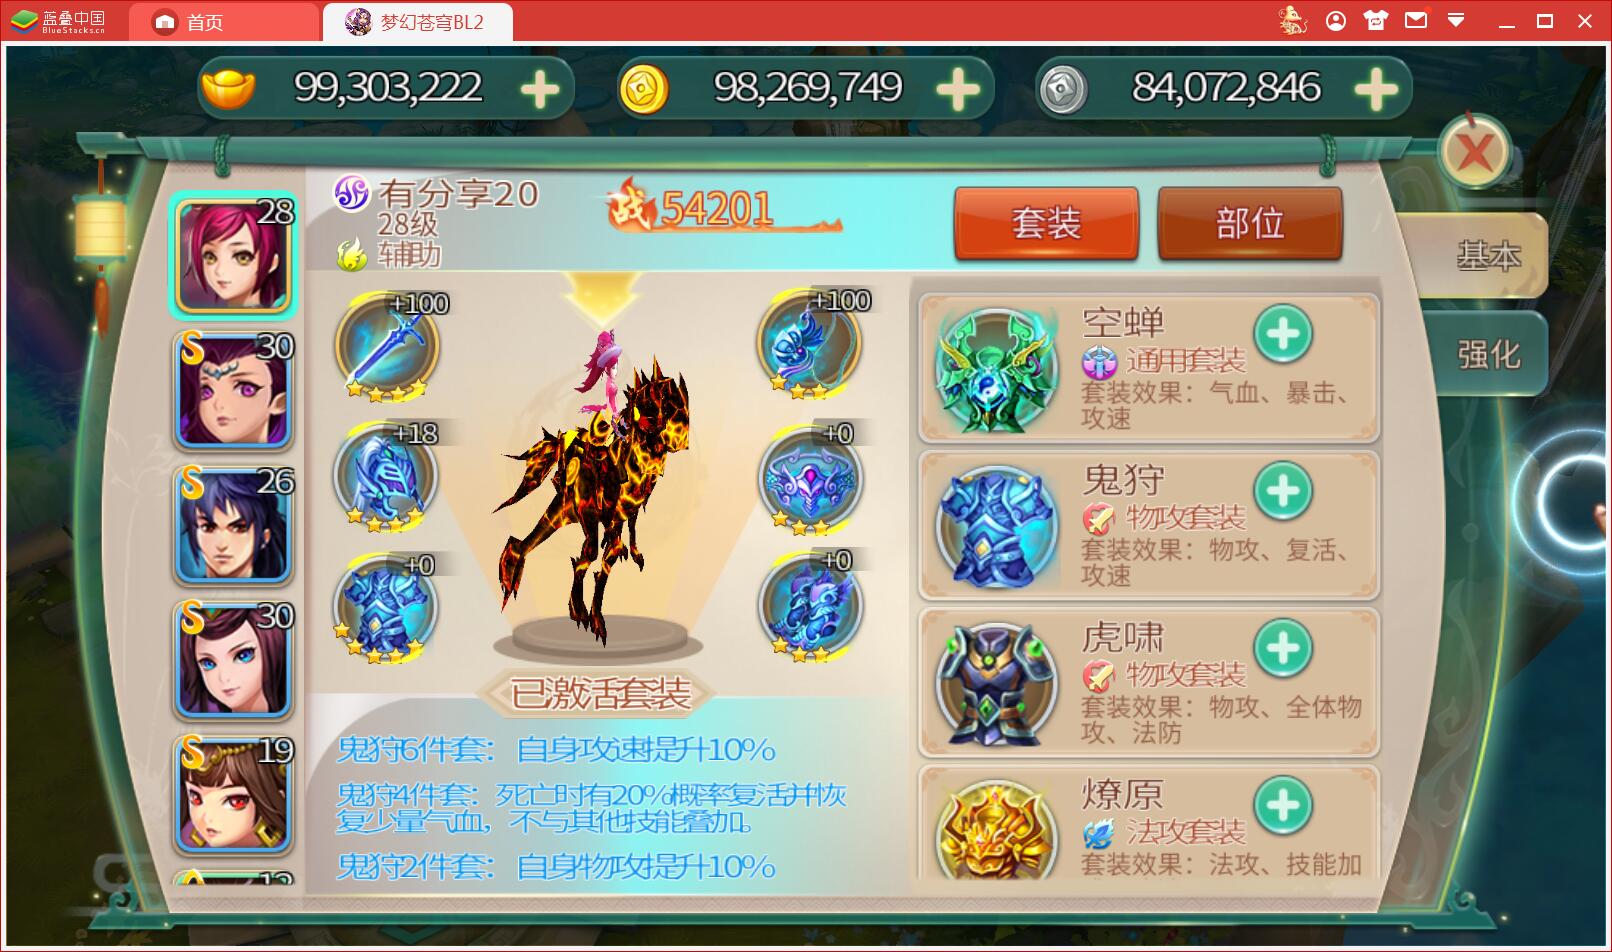 蓝叠中国
BlueStacks.cn
首页
梦幻苍穹BL2
99,303,222
98,269,749
84,072,846
28
S 30
S 26
S 30
S 19
有分享20
28级
辅助
战54201
套装
部位
基本
强化
+100
+18
+0
+100
+0
+0
已激活套装
鬼狩6件套：自身攻速提升10%
鬼狩4件套：死亡时有20%概率复活并恢
复少量气血，不与其他技能叠加。
鬼狩2件套：自身物攻提升10%
空蝉
通用套装
套装效果：气血、暴击、
攻速
鬼狩
物攻套装
套装效果：物攻、复活、
攻速
虎啸
物攻套装
套装效果：物攻、全体物
攻、法防
燎原
法攻套装
套装效果：法攻、技能加